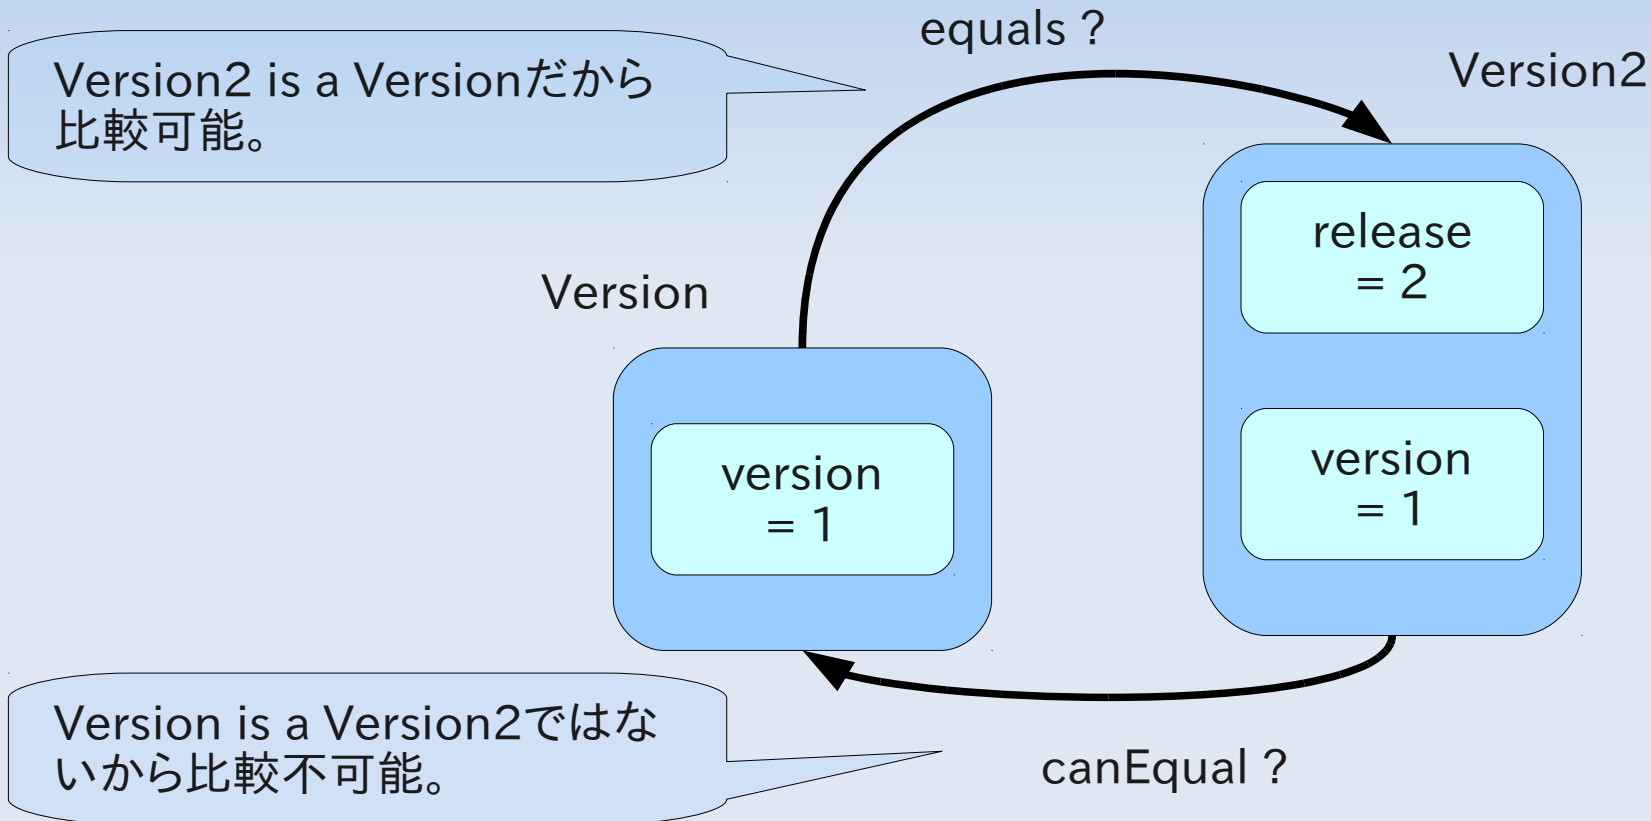 equals ?
Version2
Version2 is a Versionだから
比較可能。
release
= 2
Version
version
= 1
version
= 1
Version is a Version2ではな
いから比較不可能。
canEqual ?